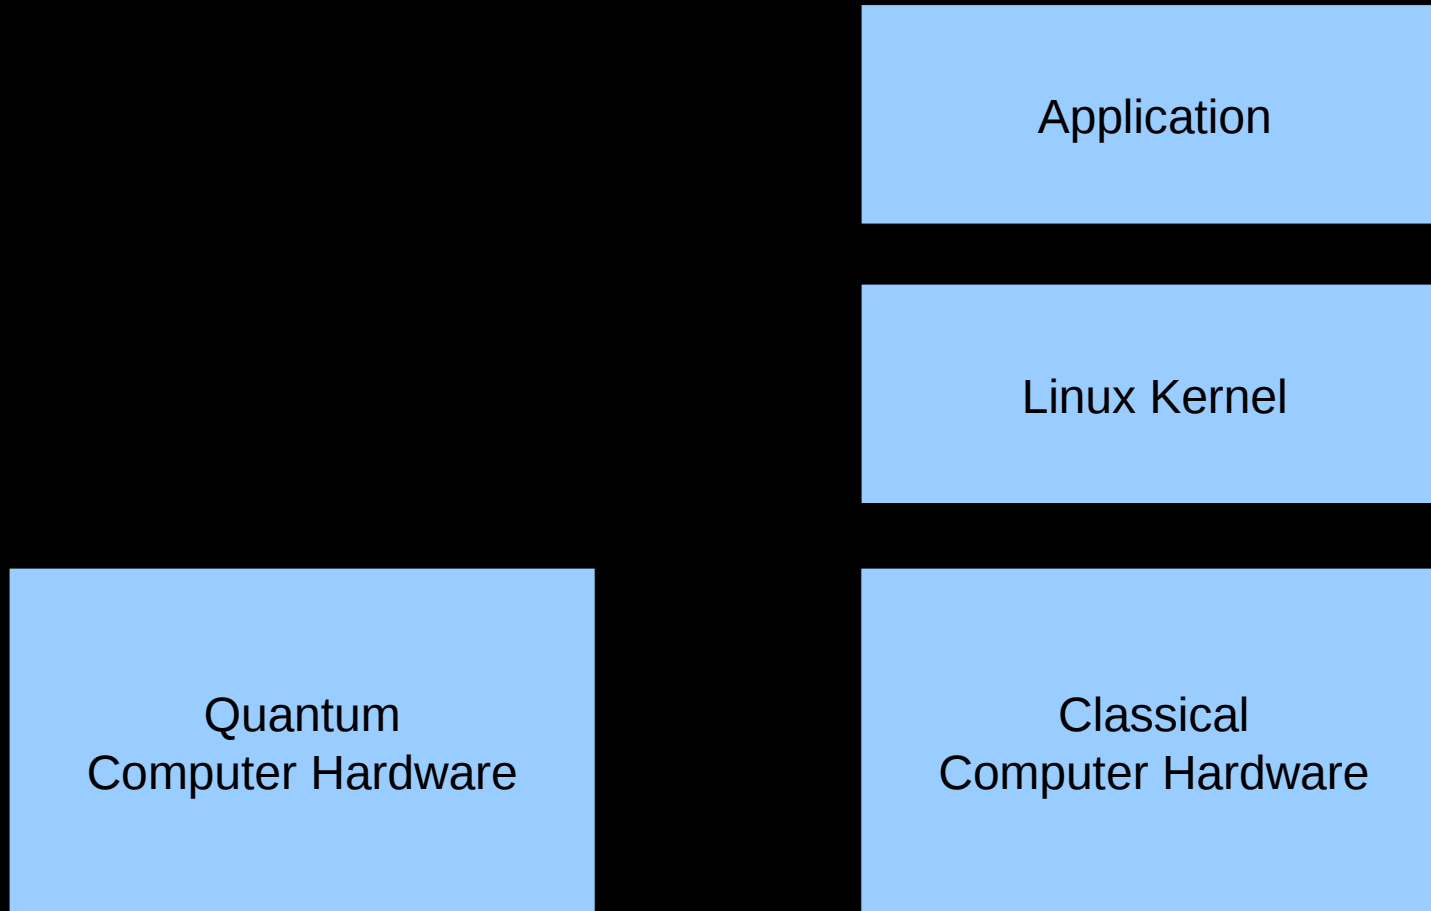 Application
Linux Kernel
Quantum
Computer Hardware
Classical
Computer Hardware